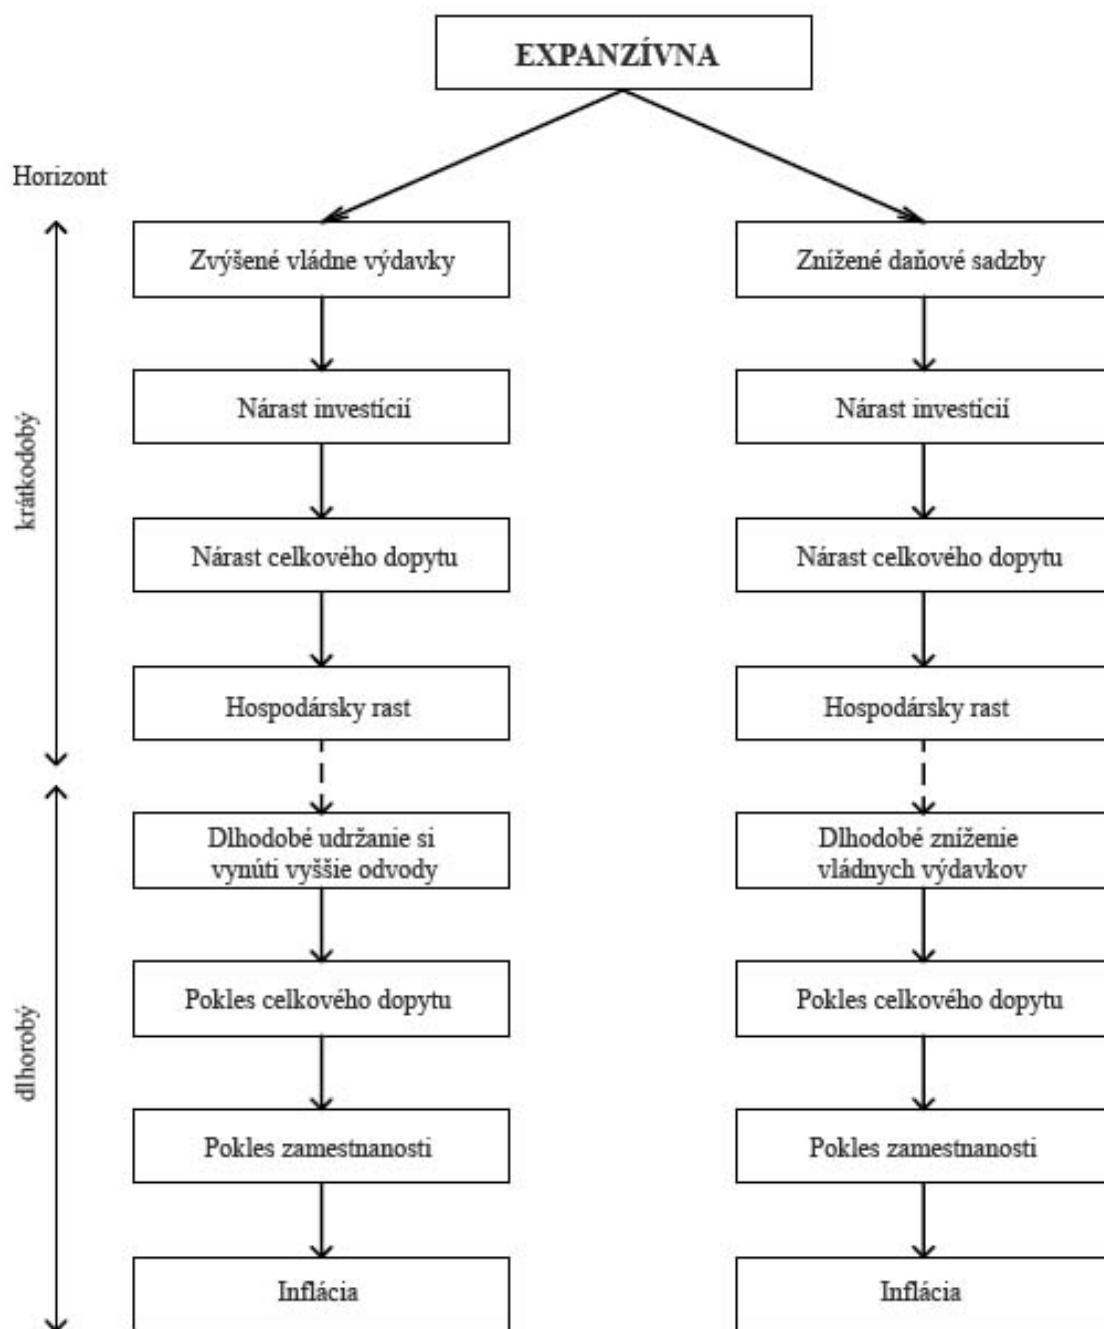 EXPANZÍVNA
Horizont
krátkodobý
dlhorobý
Zvýšené vládne výdavky
Nárast investícií
Nárast celkového dopytu
Hospodársky rast
Dlhodobé udržanie si
vynúti vyššie odvody
Pokles celkového dopytu
Pokles zamestnanosti
Inflácia
Znížené daňové sadzby
Nárast investícií
Nárast celkového dopytu
Hospodársky rast
Dlhodobé zníženie
vládnych výdavkov
Pokles celkového dopytu
Pokles zamestnanosti
Inflácia